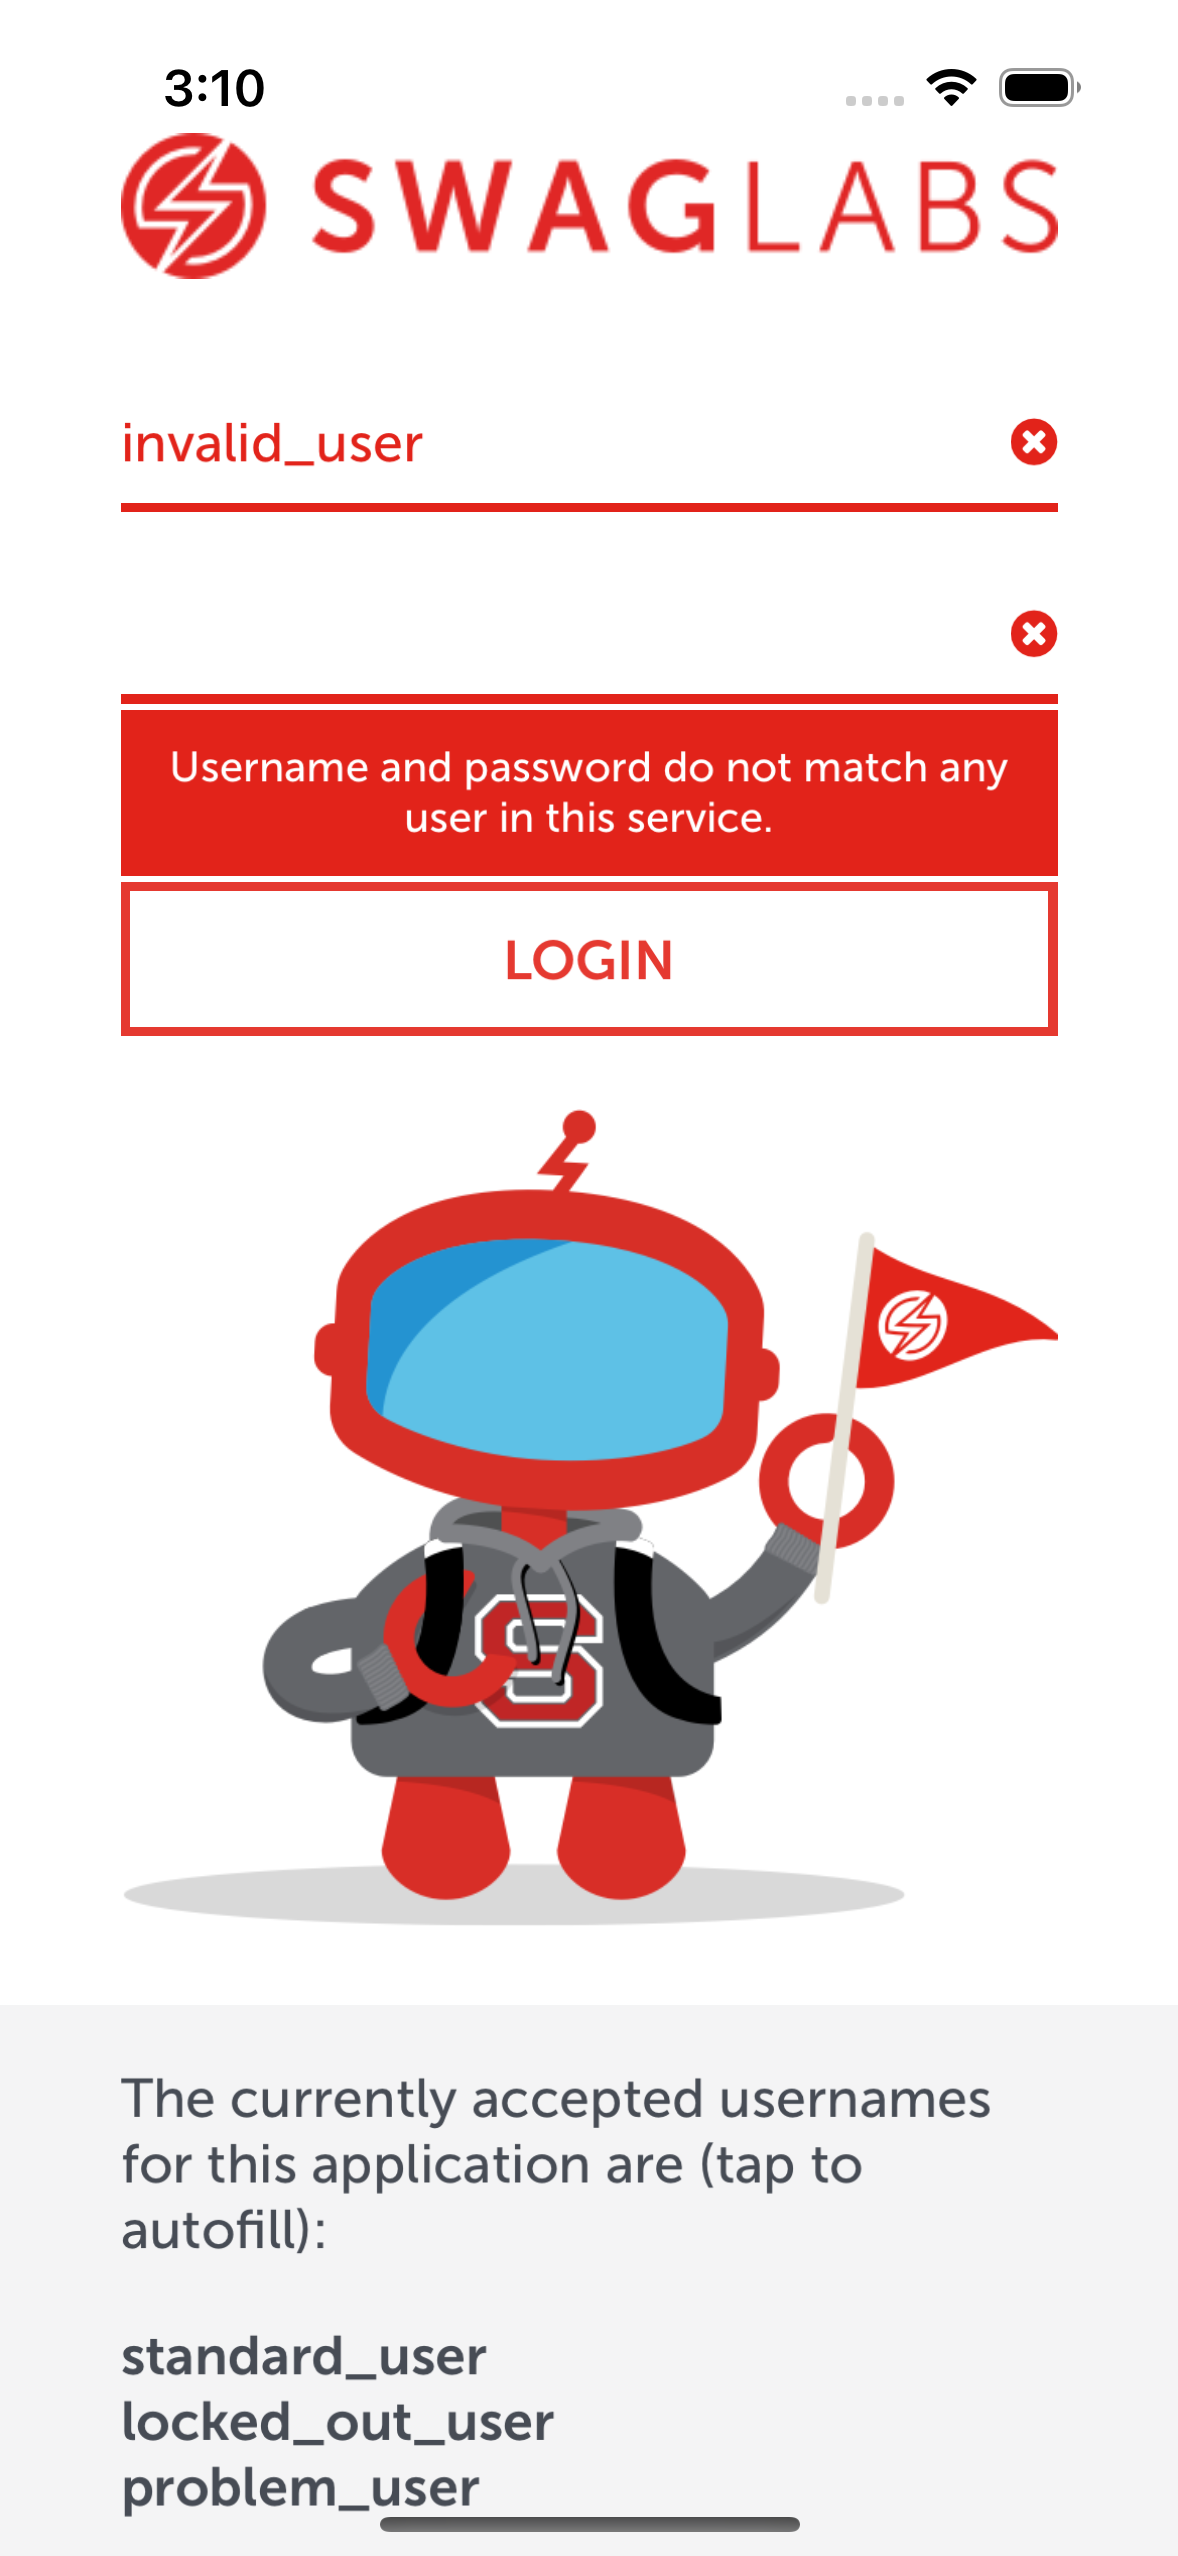 3:10
SWAGLABS
invalid_user
Username and password do not match any
user in this service.
LOGIN
S
The currently accepted usernames
for this application are (tap to
autofill):
standard_user
locked_out_user
problem_user